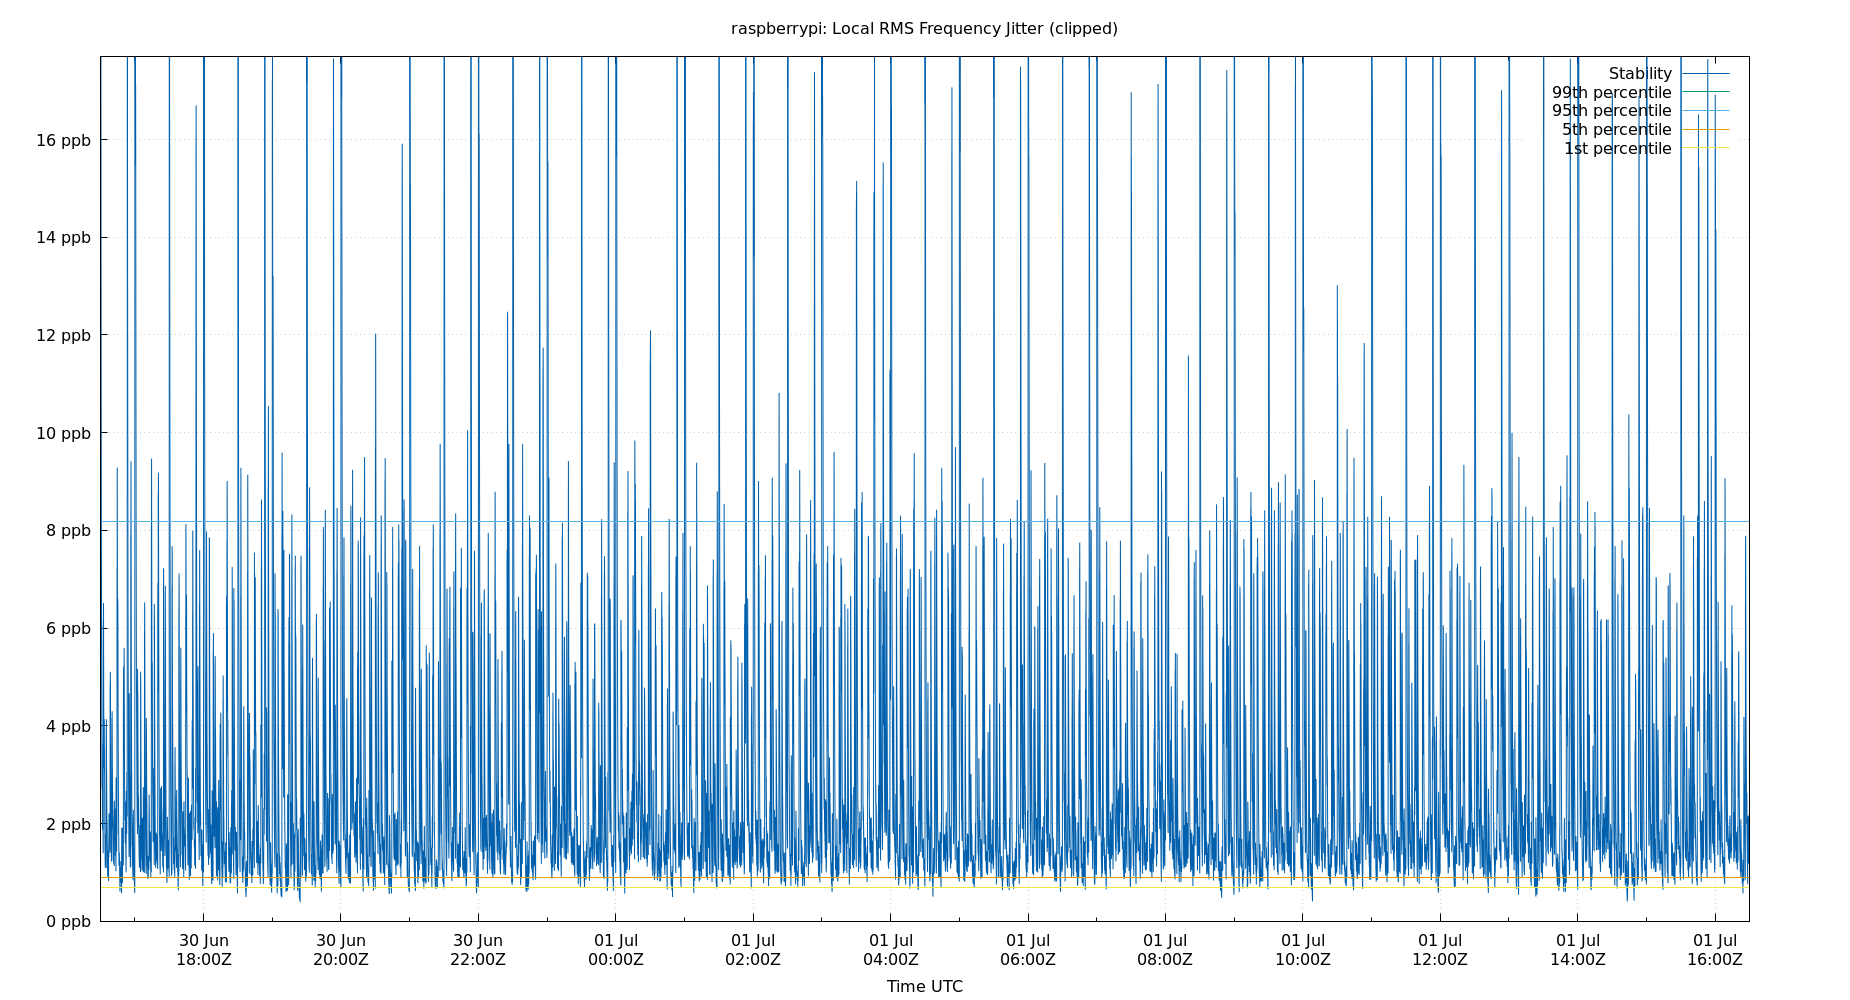 raspberrypi: Local RMS Frequency Jitter (clipped)
Stability
99th percentile
95th percentile
5th percentile
1st percentile
16 ppb
14 ppb
12 ppb
10 ppb
8 ppb
6 ppb
4 ppb
2 ppb
0 ppb
30 Jun 30 Jun 30 Jun 01 Jul 01 Jul 01 Jul 01 Jul 01 Jul 01 Jul 01 Jul 01 Jul 01 Jul
18:00Z 20:00Z 22:00Z 00:00Z 02:00Z 04:00Z 06:00Z 08:00Z 10:00Z 12:00Z 14:00Z 16:00Z
Time UTC